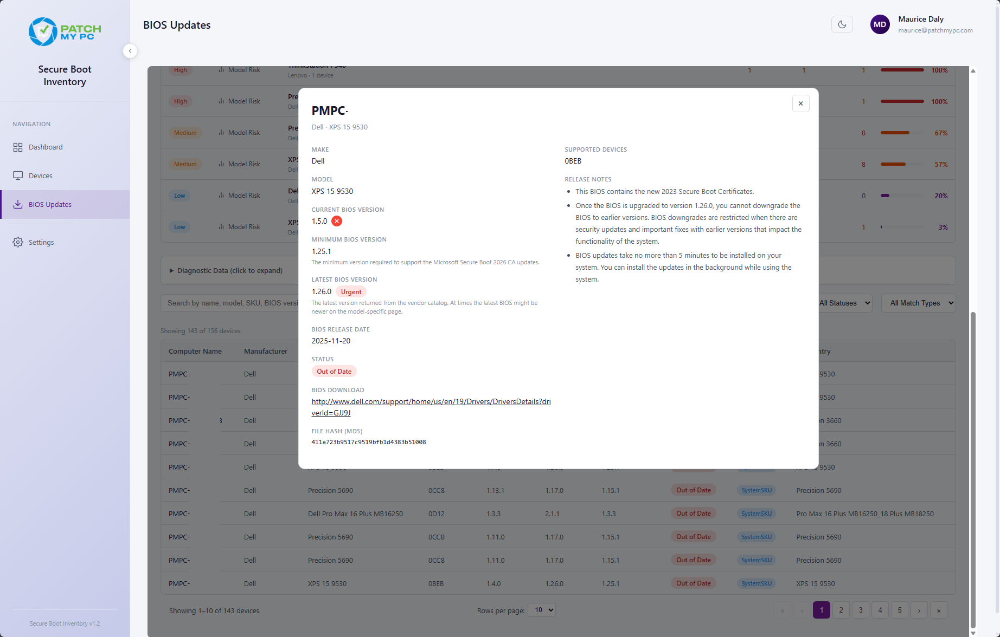 PATCH
MY PC
Secure Boot
Inventory
NAVIGATION
Dashboard
Devices
BIOS Updates
Settings
Secure Boot Inventory v1.2
BIOS Updates
MD
Maurice Daly
maurice@patchmypc.com
High Model Risk ThinkStation P340 1 1 1 100%
Lenovo · 1 device
High Model Risk Pre 1 100%
Dell
Medium Model Risk Pre 8 67%
Dell
Medium Model Risk XPS 8 57%
Dell
Low Model Risk Del 0 20%
Dell
Low Model Risk XPS 1 3%
Dell
Diagnostic Data (click to expand)
Search by name, model, SKU, BIOS versi
All Statuses All Match Types
Showing 143 of 156 devices
Computer Name Manufacturer ntry
PMPC- Dell 9530
PMPC- Dell 9530
PMPC- 3 Dell n 3660
PMPC- Dell n 3660
PMPC- Dell 9530
PMPC- Dell Precision 5690 0CC8 1.13.1 1.17.0 1.15.1 Out of Date SystemSKU Precision 5690
PMPC- Dell Dell Pro Max 16 Plus MB16250 0D12 1.3.3 2.1.1 1.3.3 Out of Date SystemSKU Pro Max 16 Plus MB16250_18 Plus MB18250
PMPC- Dell Precision 5690 0CC8 1.11.0 1.17.0 1.15.1 Out of Date SystemSKU Precision 5690
PMPC- Dell Precision 5690 0CC8 1.11.0 1.17.0 1.15.1 Out of Date SystemSKU Precision 5690
PMPC- Dell XPS 15 9530 0BEB 1.4.0 1.26.0 1.25.1 Out of Date SystemSKU XPS 15 9530
Showing 1–10 of 143 devices
Rows per page: 10
« ‹ 1 2 3 4 5 › »
PMPC-
Dell · XPS 15 9530
MAKE
Dell
MODEL
XPS 15 9530
CURRENT BIOS VERSION
1.5.0
MINIMUM BIOS VERSION
1.25.1
The minimum version required to support the Microsoft Secure Boot 2026 CA updates.
LATEST BIOS VERSION
1.26.0 Urgent
The latest version returned from the vendor catalog. At times the latest BIOS might be
newer on the model-specific page.
BIOS RELEASE DATE
2025-11-20
STATUS
Out of Date
BIOS DOWNLOAD
http://www.dell.com/support/home/us/en/19/Drivers/DriversDetails?dri
verId=GJJ9J
FILE HASH (MD5)
411a723b9517c9519bfb1d4383b51008
SUPPORTED DEVICES
0BEB
RELEASE NOTES
• This BIOS contains the new 2023 Secure Boot Certificates.
• Once the BIOS is upgraded to version 1.26.0, you cannot downgrade the
BIOS to earlier versions. BIOS downgrades are restricted when there are
security updates and important fixes with earlier versions that impact the
functionality of the system.
• BIOS updates take no more than 5 minutes to be installed on your
system. You can install the updates in the background while using the
system.